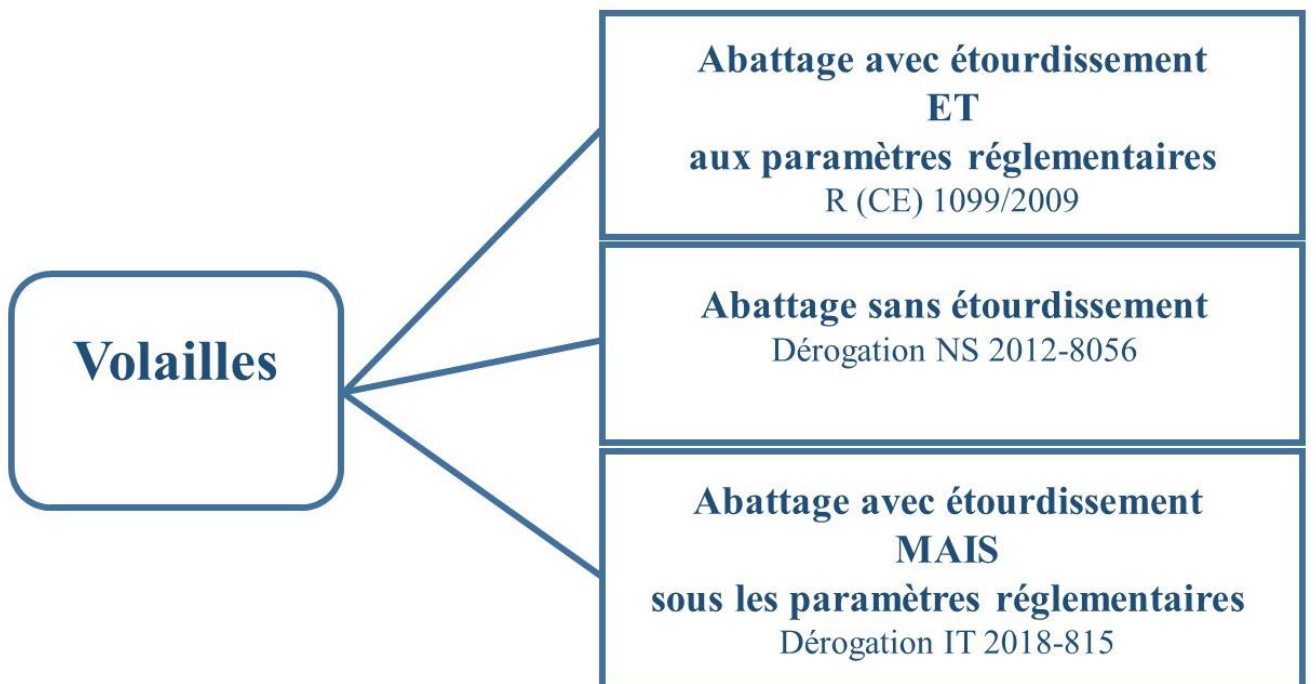 Volailles
Abattage avec étourdissement
ET
aux paramètres réglementaires
R (CE) 1099/2009
Abattage sans étourdissement
Dérogation NS 2012-8056
Abattage avec étourdissement
MAIS
sous les paramètres réglementaires
Dérogation IT 2018-815